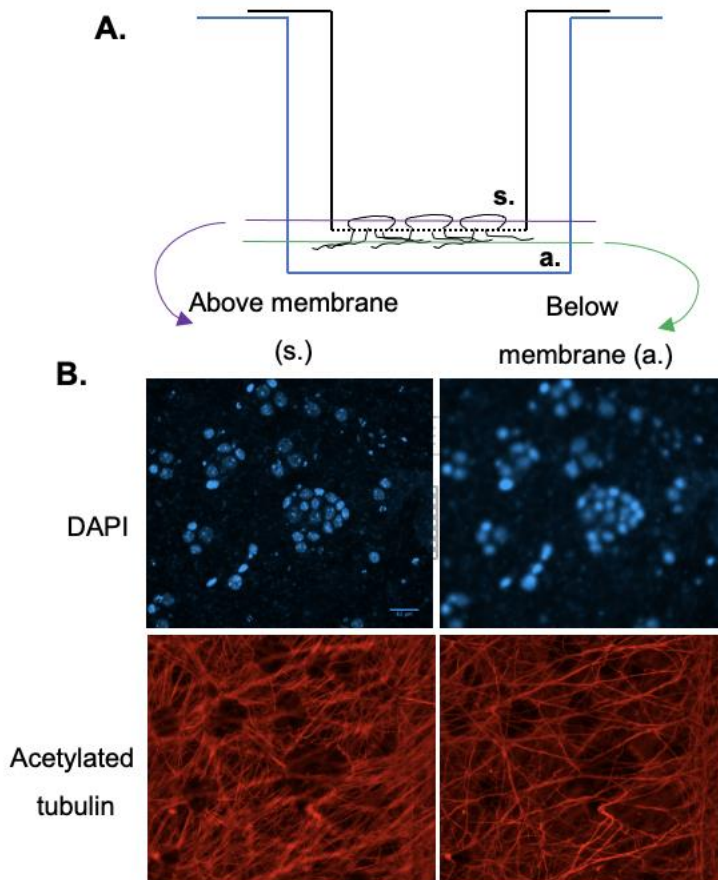 A.
s.
a.
Above membrane
(s.)
Below
membrane (a.)
B.
DAPI
Acetylated
tubulin